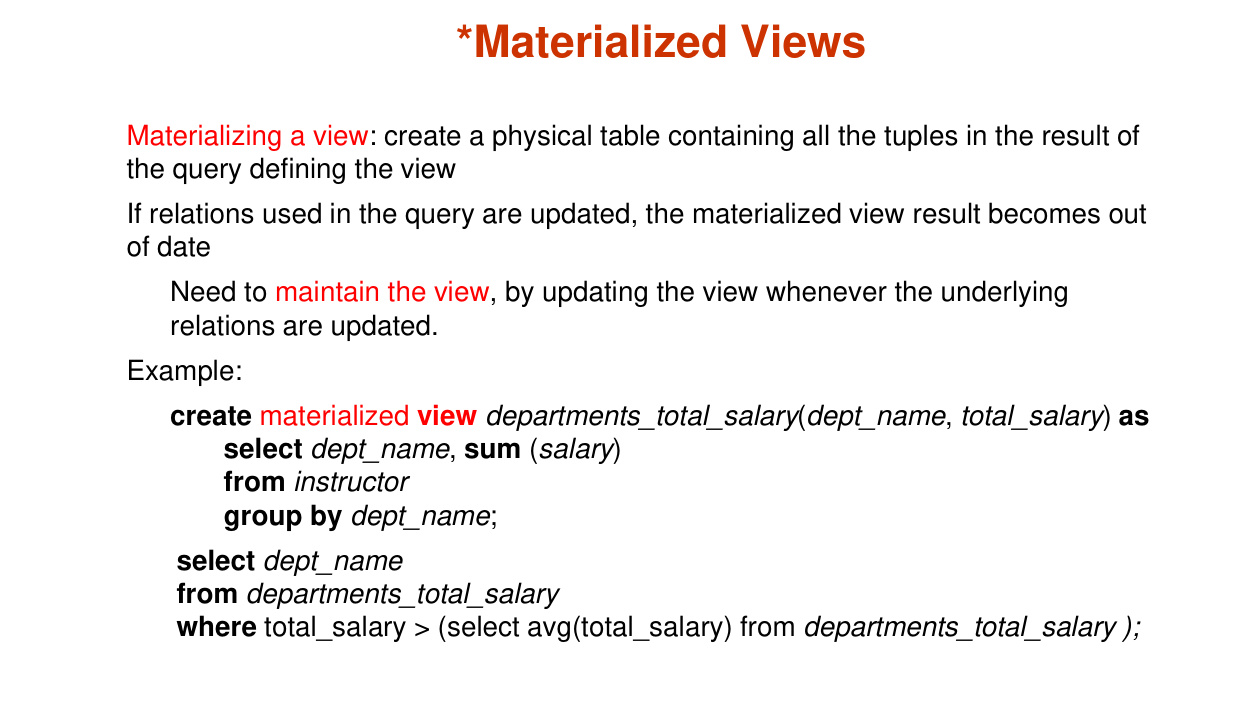 *Materialized Views
Materializing a view: create a physical table containing all the tuples in the result of
the query defining the view
If relations used in the query are updated, the materialized view result becomes out
of date
Need to maintain the view, by updating the view whenever the underlying
relations are updated.
Example:
create materialized view departments_total_salary(dept_name, total_salary) as
select dept_name, sum (salary)
from instructor
group by dept_name;
select dept_name
from departments_total_salary
where total_salary > (select avg(total_salary) from departments_total_salary );